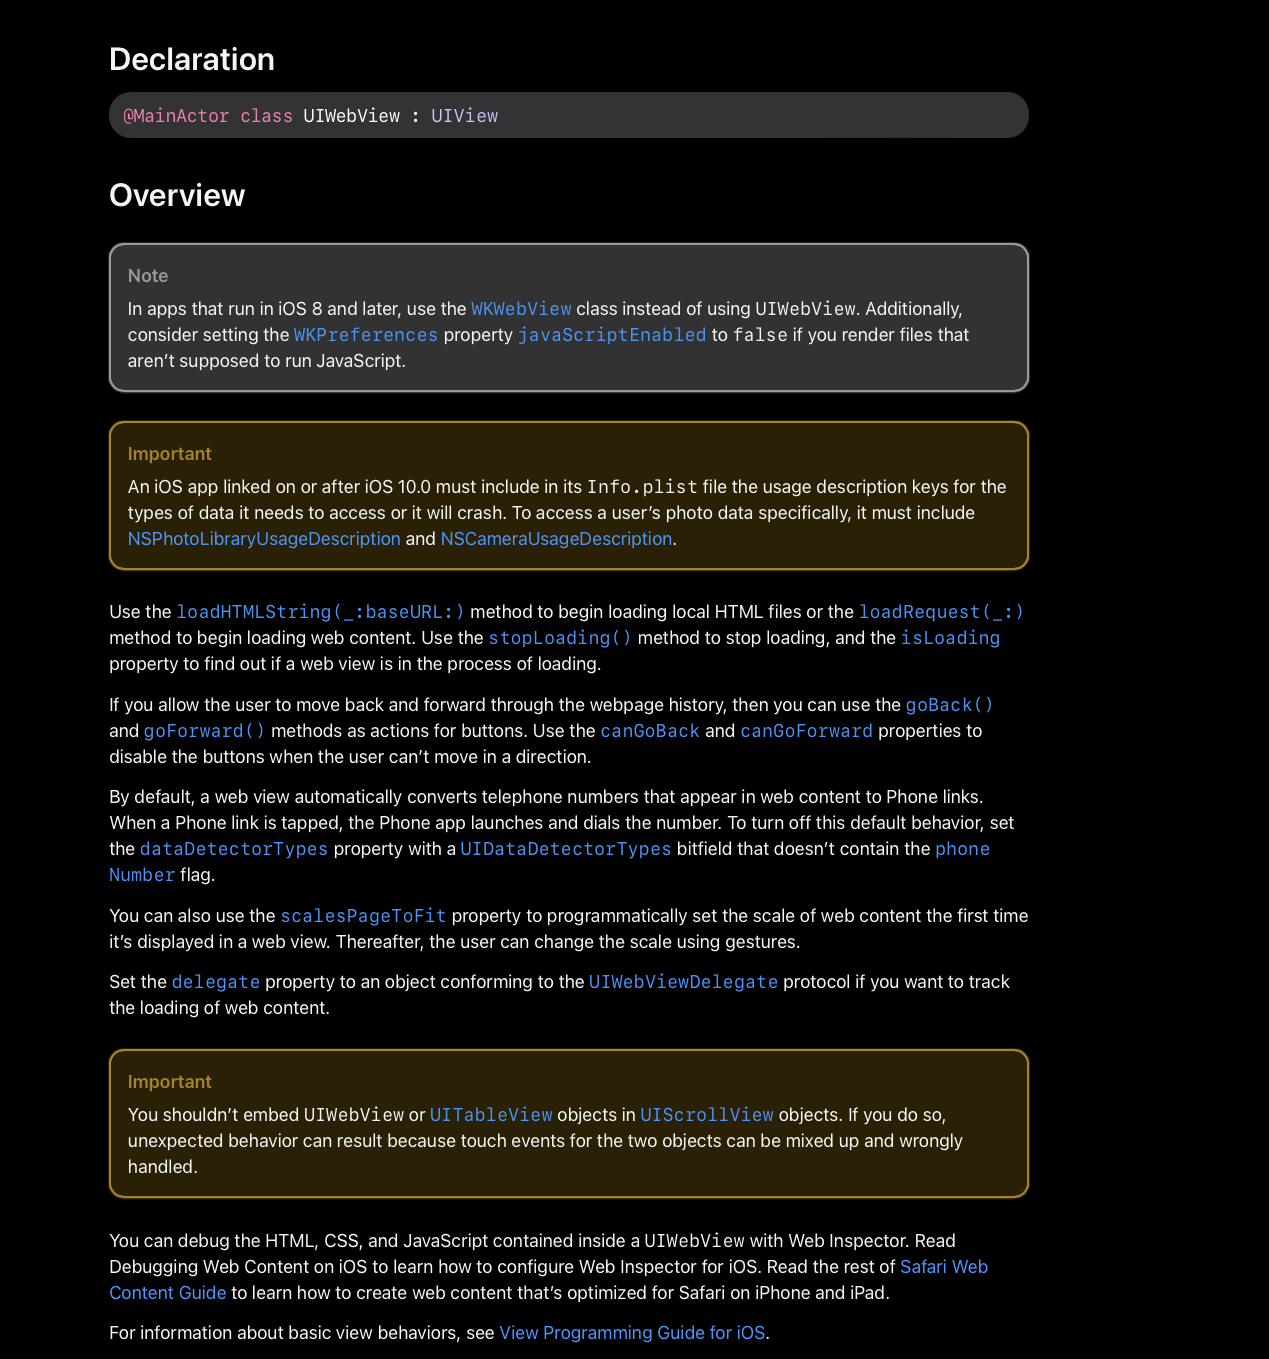 Declaration
@MainActor class UIWebView : UIView
Overview
Note
In apps that run in iOS 8 and later, use the WKWebView class instead of using UIWebView. Additionally,
consider setting the WKPreferences property javaScriptEnabled to false if you render files that
aren’t supposed to run JavaScript.
Important
An iOS app linked on or after iOS 10.0 must include in its Info.plist file the usage description keys for the
types of data it needs to access or it will crash. To access a user’s photo data specifically, it must include
NSPhotoLibraryUsageDescription and NSCameraUsageDescription.
Use the loadHTMLString(_:baseURL:) method to begin loading local HTML files or the loadRequest(_:)
method to begin loading web content. Use the stopLoading() method to stop loading, and the isLoading
property to find out if a web view is in the process of loading.
If you allow the user to move back and forward through the webpage history, then you can use the goBack()
and goForward() methods as actions for buttons. Use the canGoBack and canGoForward properties to
disable the buttons when the user can’t move in a direction.
By default, a web view automatically converts telephone numbers that appear in web content to Phone links.
When a Phone link is tapped, the Phone app launches and dials the number. To turn off this default behavior, set
the dataDetectorTypes property with a UIDataDetectorTypes bitfield that doesn’t contain the phone
Number flag.
You can also use the scalesPageToFit property to programmatically set the scale of web content the first time
it’s displayed in a web view. Thereafter, the user can change the scale using gestures.
Set the delegate property to an object conforming to the UIWebViewDelegate protocol if you want to track
the loading of web content.
Important
You shouldn’t embed UIWebView or UITableView objects in UIScrollView objects. If you do so,
unexpected behavior can result because touch events for the two objects can be mixed up and wrongly
handled.
You can debug the HTML, CSS, and JavaScript contained inside a UIWebView with Web Inspector. Read
Debugging Web Content on iOS to learn how to configure Web Inspector for iOS. Read the rest of Safari Web
Content Guide to learn how to create web content that’s optimized for Safari on iPhone and iPad.
For information about basic view behaviors, see View Programming Guide for iOS.